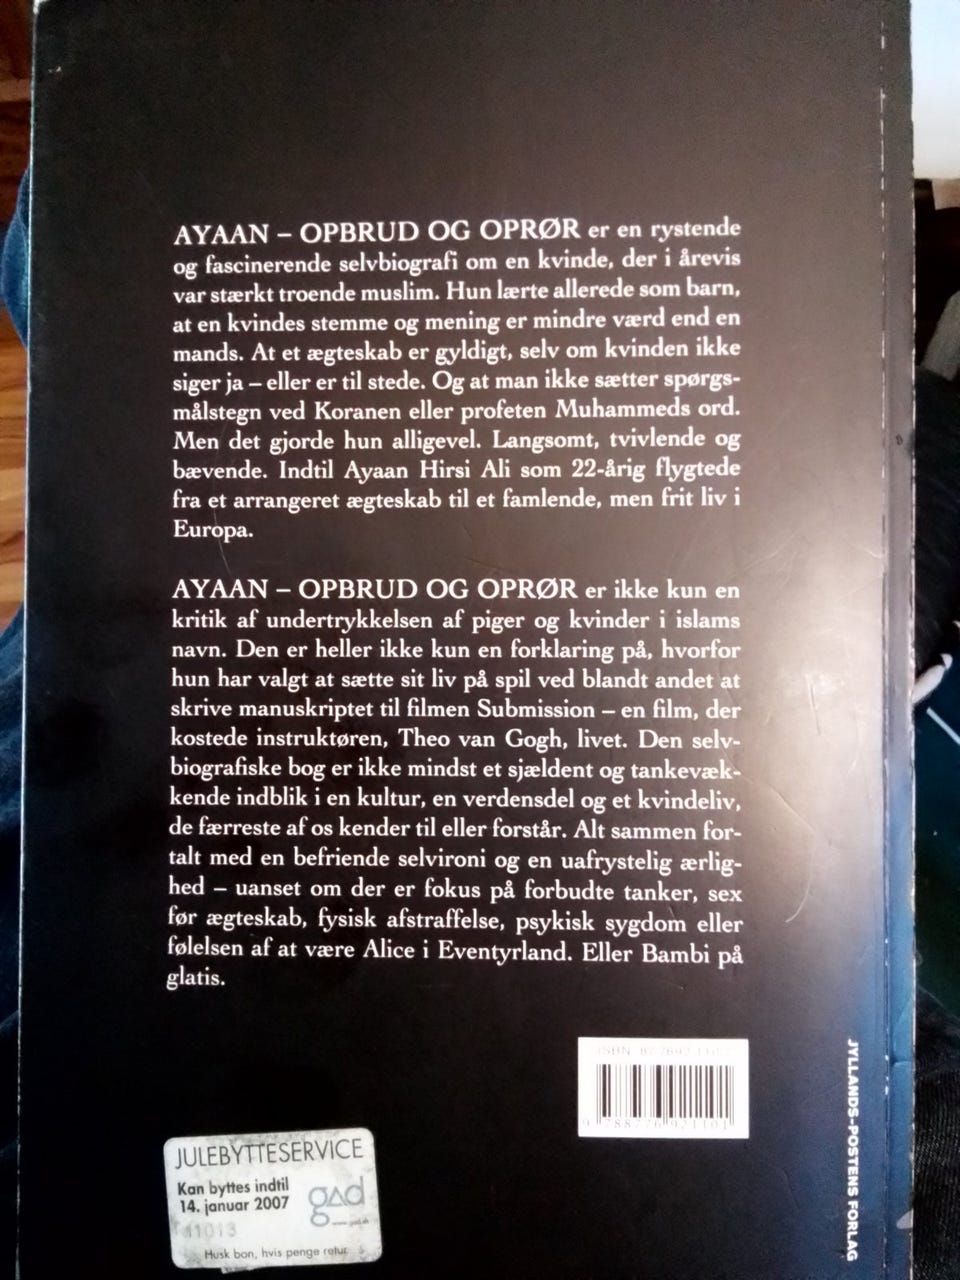 AYAAN – OPBRUD OG OPRØR er en rystende
og fascinerende selvbiografi om en kvinde, der i årevis
var stærkt troende muslim. Hun lærte allerede som barn,
at en kvindes stemme og mening er mindre værd end en
mands. At et ægteskab er gyldigt, selv om kvinden ikke
siger ja – eller er til stede. Og at man ikke sætter spørgs-
målstegn ved Koranen eller profeten Muhammeds ord.
Men det gjorde hun alligevel. Langsomt, tvivlende og
bævende. Indtil Ayaan Hirsi Ali som 22-årig flygtede
fra et arrangeret ægteskab til et famlende, men frit liv i
Europa.
AYAAN – OPBRUD OG OPRØR er ikke kun en
kritik af undertrykkelsen af piger og kvinder i islams
navn. Den er heller ikke kun en forklaring på, hvorfor
hun har valgt at sætte sit liv på spil ved blandt andet at
skrive manuskriptet til filmen Submission – en film, der
kostede instruktøren, Theo van Gogh, livet. Den selv-
biografiske bog er ikke mindst et sjældent og tankevæk-
kende indblik i en kultur, en verdensdel og et kvindeliv,
de færreste af os kender til eller forstår. Alt sammen for-
talt med en befriende selvironi og en uafrystelig ærlig-
hed – uanset om der er fokus på forbudte tanker, sex
før ægteskab, fysisk afstraffelse, psykisk sygdom eller
følelsen af at være Alice i Eventyrland. Eller Bambi på
glatis.
ISBN
9 788776 921101
JYLLANDS-POSTENS FORLAG
JULEBYTTESERVICE
Kan byttes indtil
14. januar 2007
gad
11013
Husk bon, hvis penge retur